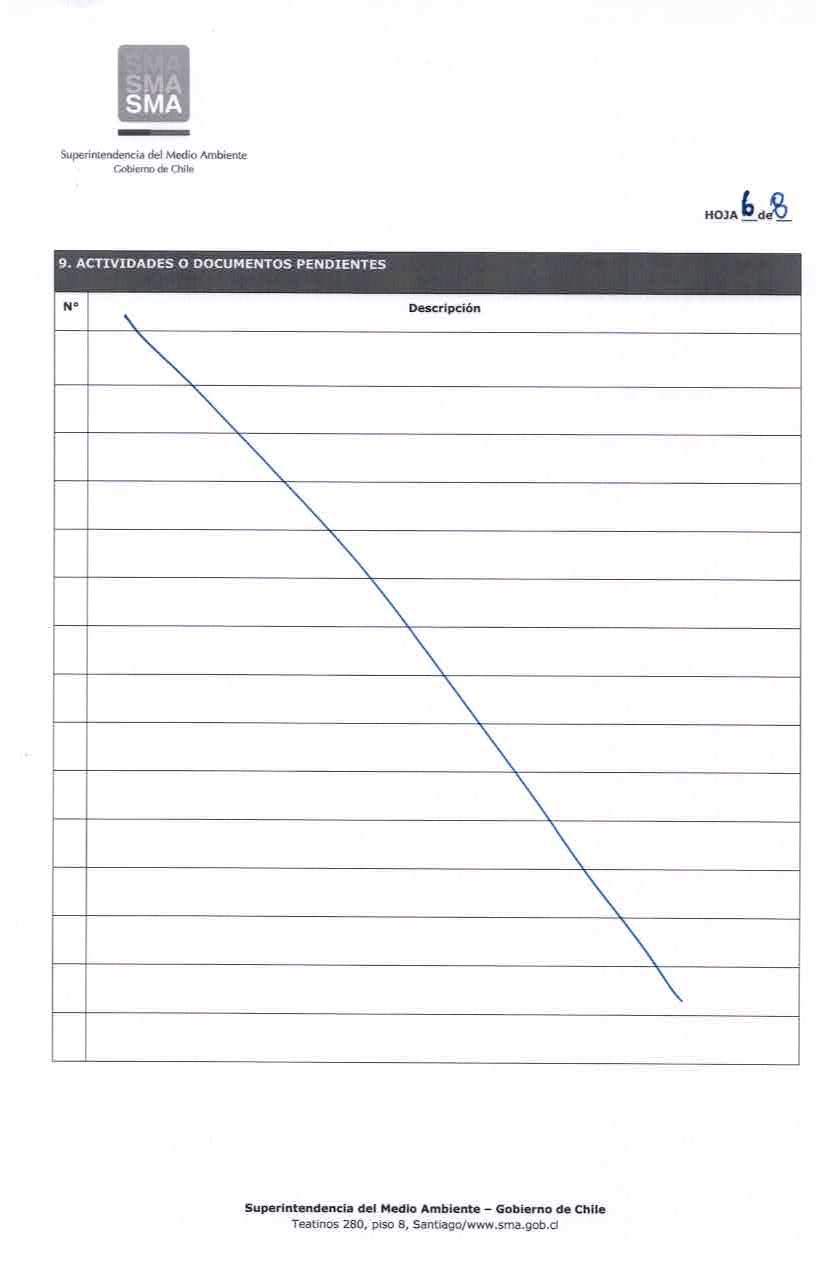 SMA
SMA
SMA
Superintendencia del Medio Ambiente
Gobierno de Chile
HOJA 6 de 8
9. ACTIVIDADES O DOCUMENTOS PENDIENTES
N° Descripción
Superintendencia del Medio Ambiente – Gobierno de Chile
Teatinos 280, piso 8, Santiago/www.sma.gob.cl